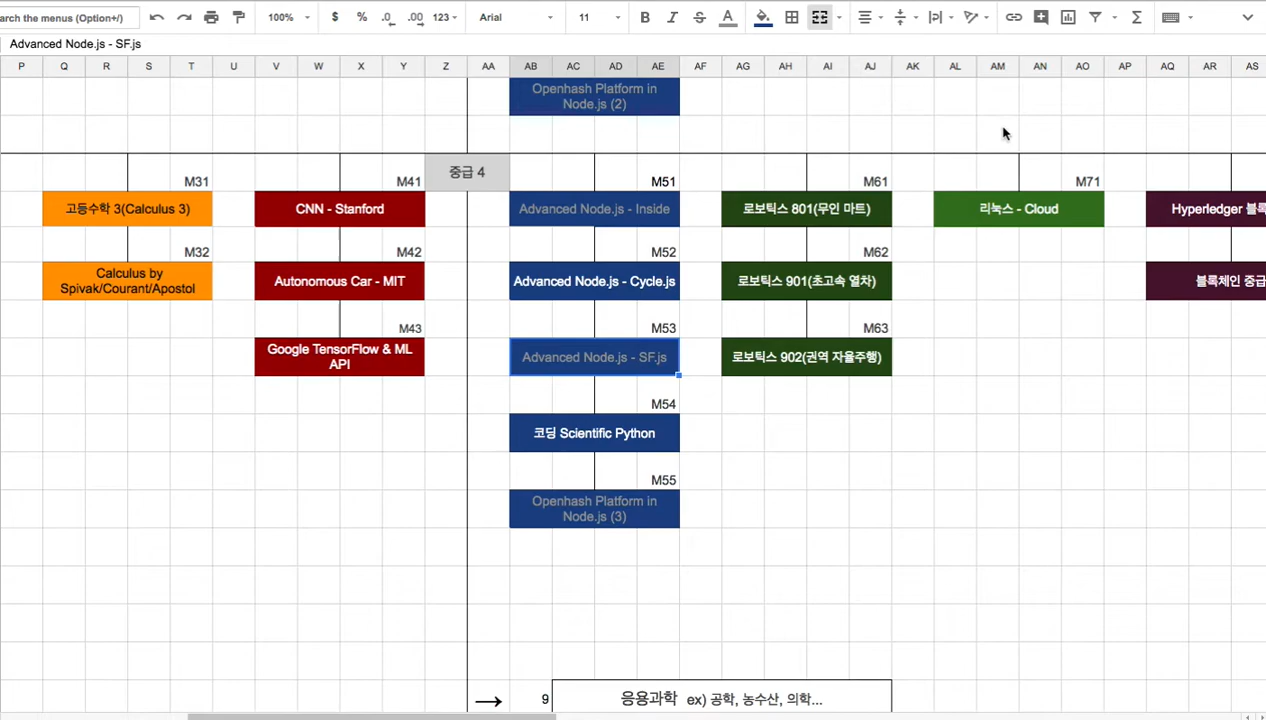 arch the menus (Option+/)
100%
$
%
.0
.00
123
Arial
11
B
I
S
A
Advanced Node.js - SF.js
P Q R S T U V W X Y Z AA AB AC AD AE AF AG AH AI AJ AK AL AM AN AO AP AQ AR AS
Openhash Platform in
Node.js (2)
중급 4
M31
M41
M51
M61
M71
고등수학 3(Calculus 3)
CNN - Stanford
Advanced Node.js - Inside
로보틱스 801(무인 마트)
리눅스 - Cloud
Hyperledger 블록
M32
M42
M52
M62
Calculus by
Spivak/Courant/Apostol
Autonomous Car - MIT
Advanced Node.js - Cycle.js
로보틱스 901(초고속 열차)
블록체인 중급
M43
M53
M63
Google TensorFlow & ML
API
Advanced Node.js - SF.js
로보틱스 902(권역 자율주행)
M54
코딩 Scientific Python
M55
Openhash Platform in
Node.js (3)
→ 9 응용과학 ex) 공학, 농수산, 의학...